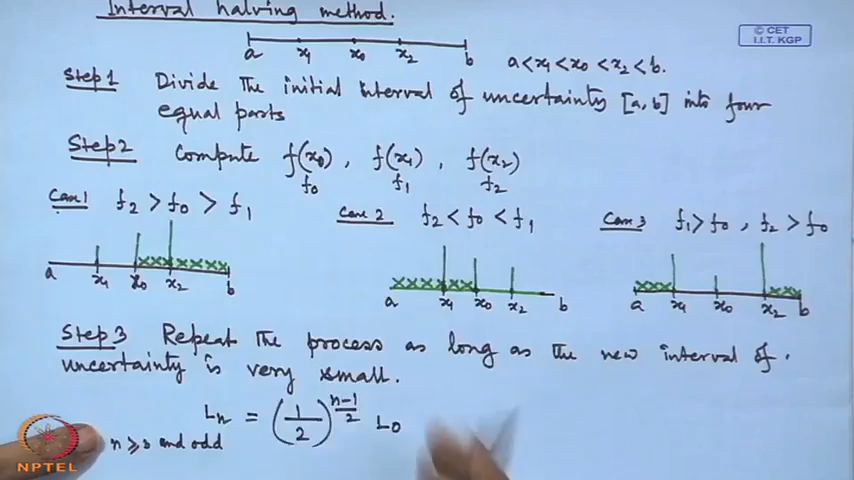 Interval halving method.
© CET
I.I.T. KGP
a x₁ x₀ x₂ b
a < x₁ < x₀ < x₂ < b.
Step 1 Divide the initial interval of uncertainty [a, b] into four
equal parts
Step 2 Compute f(x₀), f(x₁), f(x₂)
f₀ f₁ f₂
Case 1 f₂ > f₀ > f₁
Case 2 f₂ < f₀ < f₁
Case 3 f₁ > f₀, f₂ > f₀
a x₁ x₀ x₂ b
a x₁ x₀ x₂ b
a x₁ x₀ x₂ b
Step 3 Repeat the process as long as the new interval of
uncertainty is very small.
Lₙ = (1/2)^((n-1)/2) L₀
n ≥ 3 and odd
NPTEL